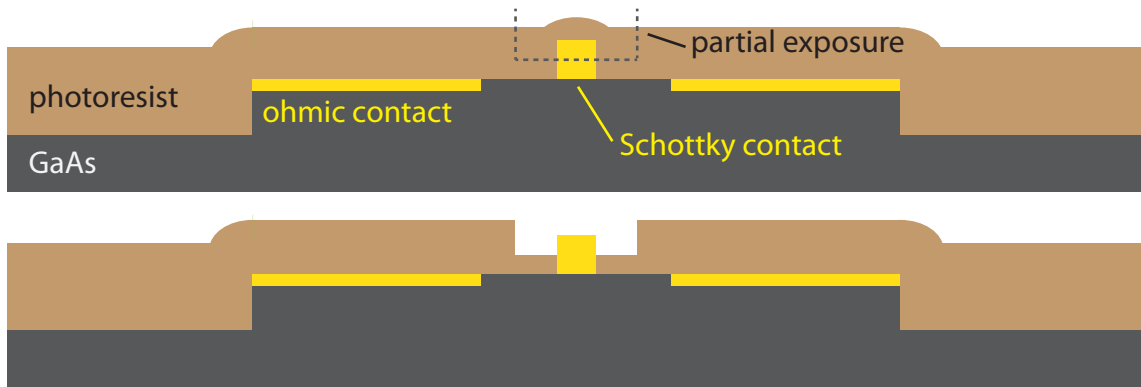 partial exposure
photoresist
ohmic contact
Schottky contact
GaAs